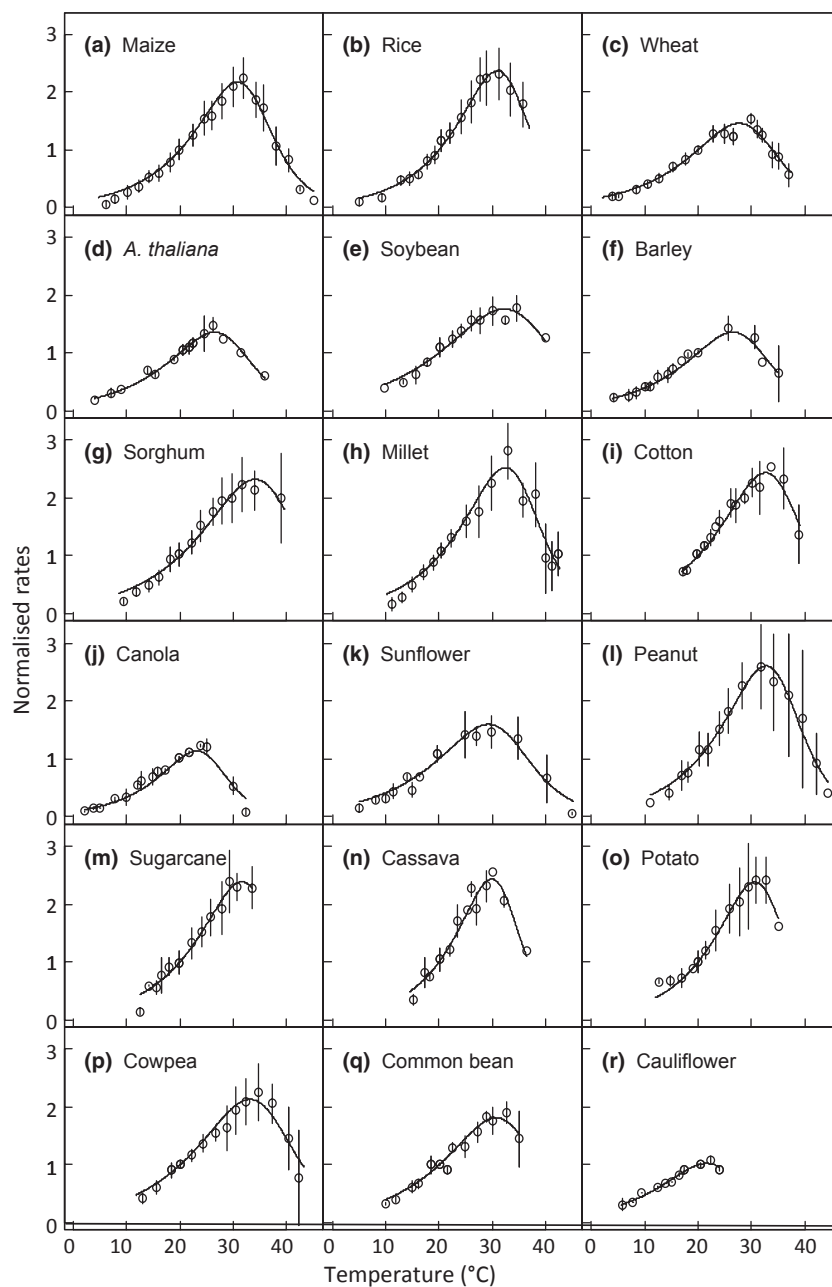 3
(a) Maize
(b) Rice
(c) Wheat
2
1
0
3
(d) A. thaliana
(e) Soybean
(f) Barley
2
1
0
3
(g) Sorghum
(h) Millet
(i) Cotton
2
1
0
Normalised rates
3
(j) Canola
(k) Sunflower
(l) Peanut
2
1
0
3
(m) Sugarcane
(n) Cassava
(o) Potato
2
1
0
3
(p) Cowpea
(q) Common bean
(r) Cauliflower
2
1
0
0 10 20 30 40 0 10 20 30 40 0 10 20 30 40
Temperature (°C)